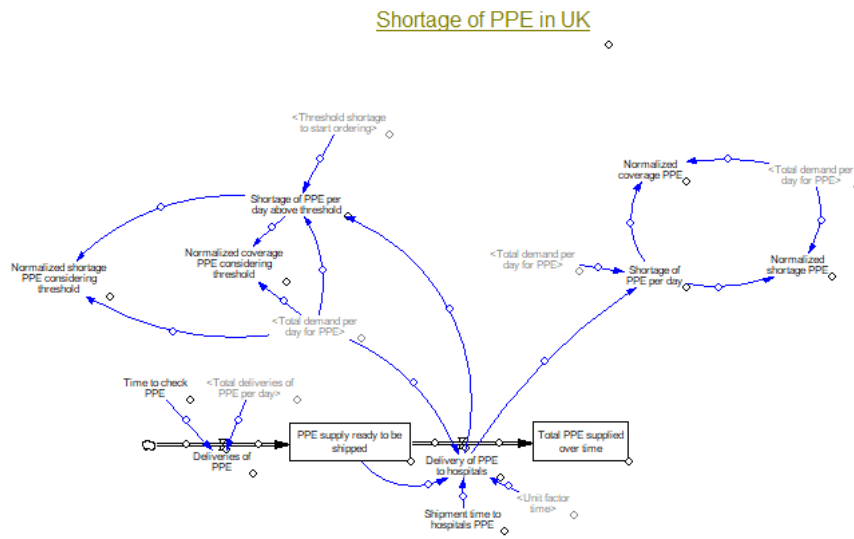 Shortage of PPE in UK
<Threshold shortage
to start ordering>
Shortage of PPE per
day above threshold
Normalized shortage
PPE considering
threshold
Normalized coverage
PPE considering
threshold
<Total demand per
day for PPE>
Normalized
coverage PPE
<Total demand per
day for PPE>
<Total demand per
day for PPE>
Shortage of
PPE per day
Normalized
shortage PPE
Time to check
PPE
<Total deliveries of
PPE per day>
Deliveries of
PPE
PPE supply ready to be
shipped
Delivery of PPE
to hospitals
Total PPE supplied
over time
Shipment time to
hospitals PPE
<Unit factor
time>